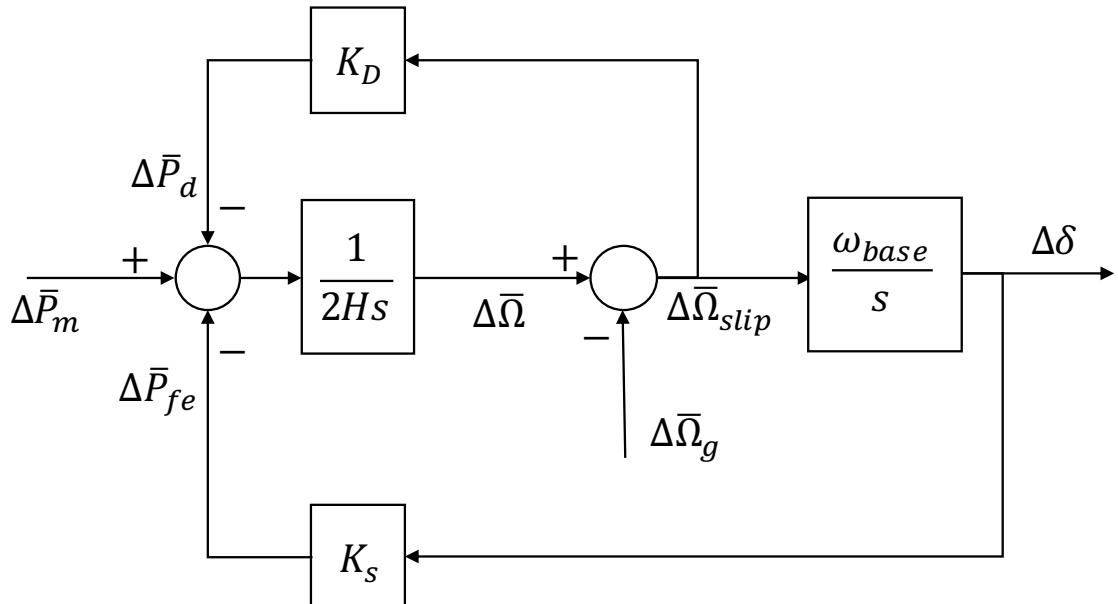 K_D
ΔP̅_d
−
+
ΔP̅_m
1
2Hs
ΔΩ̅
+
−
ΔΩ̅_slip
ω_base
s
Δδ
−
ΔP̅_fe
ΔΩ̅_g
K_s